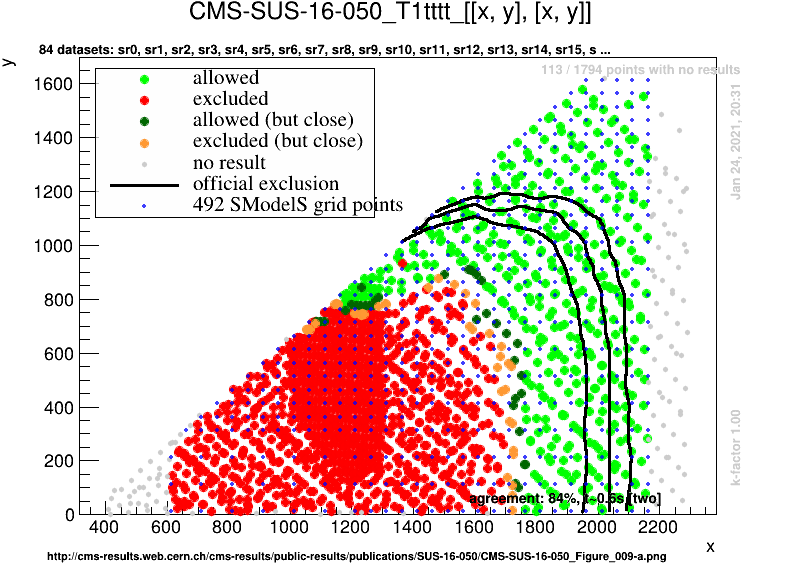 CMS-SUS-16-050_T1tttt_[[x, y], [x, y]]
84 datasets: sr0, sr1, sr2, sr3, sr4, sr5, sr6, sr7, sr8, sr9, sr10, sr11, sr12, sr13, sr14, sr15, s ...
y
113 / 1794 points with no results
Jan 24, 2021, 20:31
allowed
excluded
allowed (but close)
excluded (but close)
no result
official exclusion
492 SModelS grid points
1600
1400
1200
1000
800
600
400
200
0
k-factor 1.00
agreement: 84%, t~0.6s [two]
400 600 800 1000 1200 1400 1600 1800 2000 2200
x
http://cms-results.web.cern.ch/cms-results/public-results/publications/SUS-16-050/CMS-SUS-16-050_Figure_009-a.png